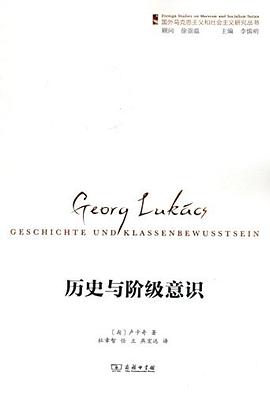 Foreign Studies on Marxism and Socialism Series
国外马克思主义和社会主义研究丛书
顾问 徐崇温 主编 李惯明
Georg Lukács
GESCHICHTE UND KLASSENBEWUSSTSEIN
历史与阶级意识
[匈] 卢卡奇 著
杜章智 任立 燕宏远 译
商务印书馆